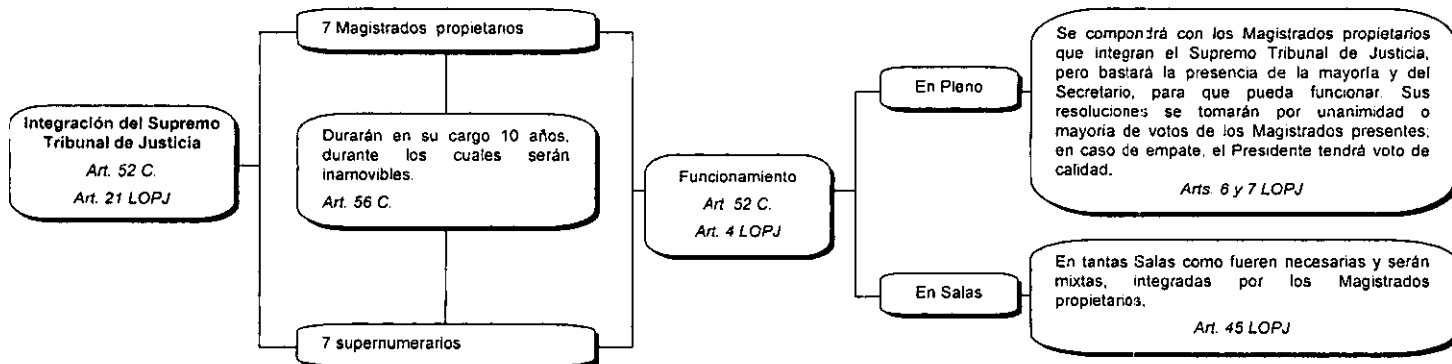 Integración del Supremo
Tribunal de Justicia
Art. 52 C.
Art. 21 LOPJ
7 Magistrados propietarios
Durarán en su cargo 10 años,
durante los cuales serán
inamovibles.
Art. 56 C.
7 supernumerarios
Funcionamiento
Art 52 C.
Art. 4 LOPJ
En Pleno
Se compondrá con los Magistrados propietarios
que integran el Supremo Tribunal de Justicia,
pero bastará la presencia de la mayoría y del
Secretario, para que pueda funcionar. Sus
resoluciones se tomarán por unanimidad o
mayoría de votos de los Magistrados presentes;
en caso de empate, el Presidente tendrá voto de
calidad.
Arts. 6 y 7 LOPJ
En Salas
En tantas Salas como fueren necesarias y serán
mixtas, integradas por los Magistrados
propietarios.
Art. 45 LOPJ